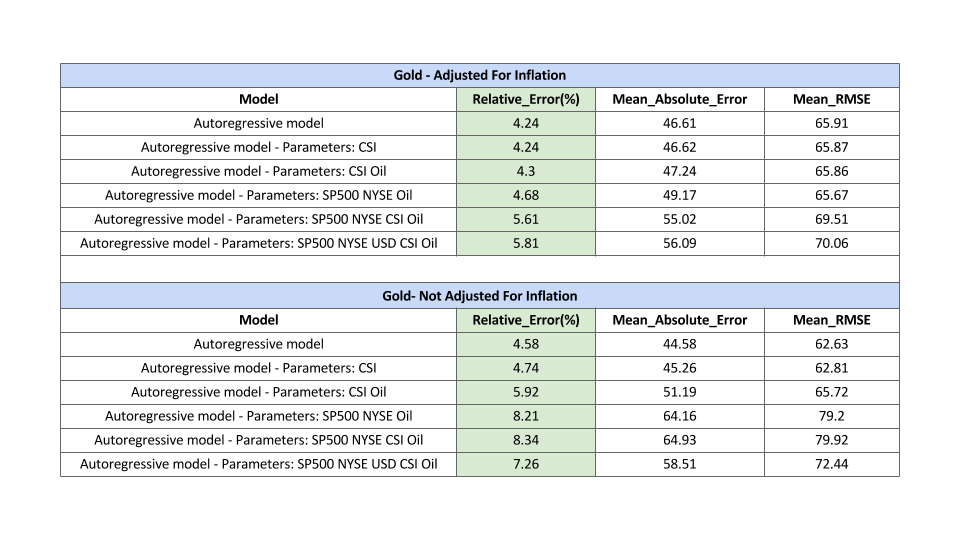 Gold - Adjusted For Inflation
Model Relative_Error(%) Mean_Absolute_Error Mean_RMSE
Autoregressive model 4.24 46.61 65.91
Autoregressive model - Parameters: CSI 4.24 46.62 65.87
Autoregressive model - Parameters: CSI Oil 4.3 47.24 65.86
Autoregressive model - Parameters: SP500 NYSE Oil 4.68 49.17 65.67
Autoregressive model - Parameters: SP500 NYSE CSI Oil 5.61 55.02 69.51
Autoregressive model - Parameters: SP500 NYSE USD CSI Oil 5.81 56.09 70.06
Gold- Not Adjusted For Inflation
Model Relative_Error(%) Mean_Absolute_Error Mean_RMSE
Autoregressive model 4.58 44.58 62.63
Autoregressive model - Parameters: CSI 4.74 45.26 62.81
Autoregressive model - Parameters: CSI Oil 5.92 51.19 65.72
Autoregressive model - Parameters: SP500 NYSE Oil 8.21 64.16 79.2
Autoregressive model - Parameters: SP500 NYSE CSI Oil 8.34 64.93 79.92
Autoregressive model - Parameters: SP500 NYSE USD CSI Oil 7.26 58.51 72.44